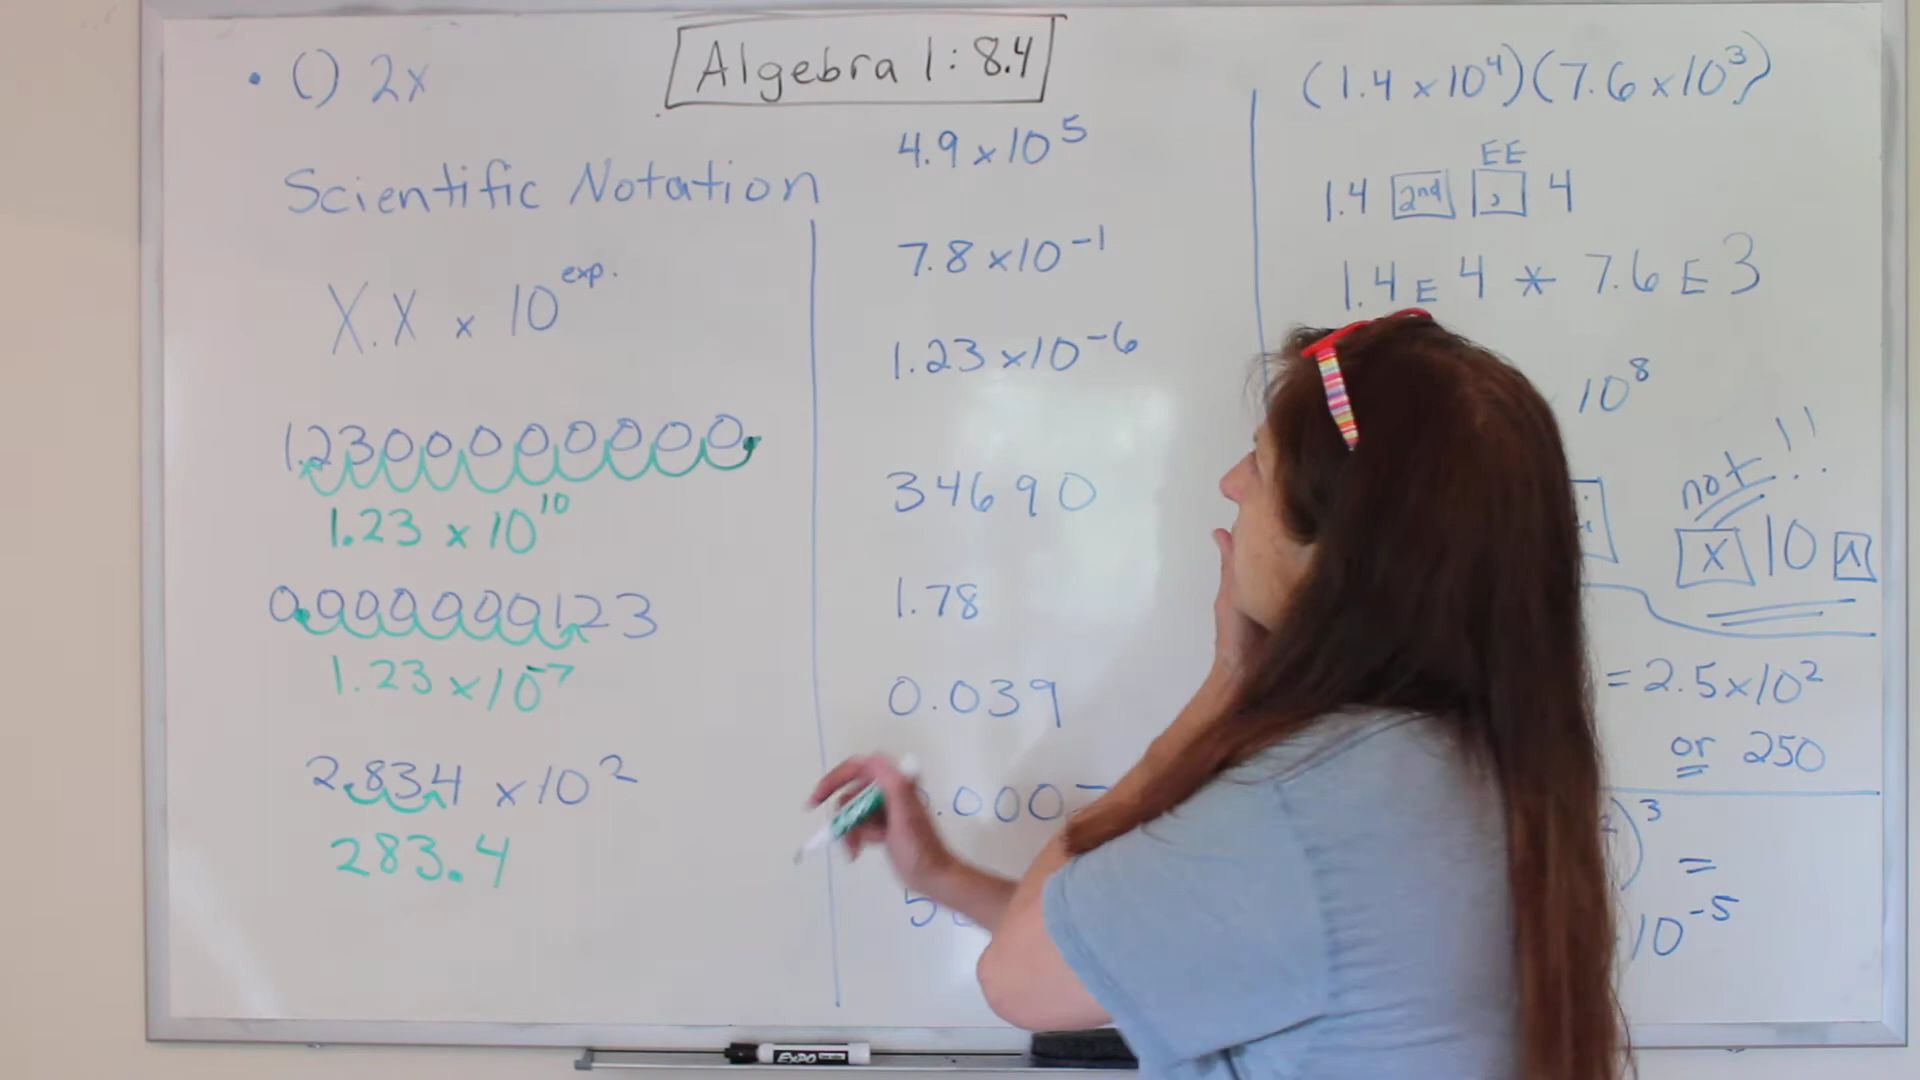 Algebra 1: 8.4
• () 2x
Scientific Notation
X.X x 10^exp.
12300000000.
1.23 x 10^10
0.000000123
1.23 x 10^-7
2.834 x 10^2
283.4
4.9 x 10^5
7.8 x 10^-1
1.23 x 10^-6
34690
1.78
0.039
(1.4 x 10^4)(7.6 x 10^3)
EE
1.4 2nd , 4
1.4 E 4 * 7.6 E 3
10^8
not!!
x 10 ^
= 2.5 x 10^2
or 250
)^3 =
10^-5
EXPO